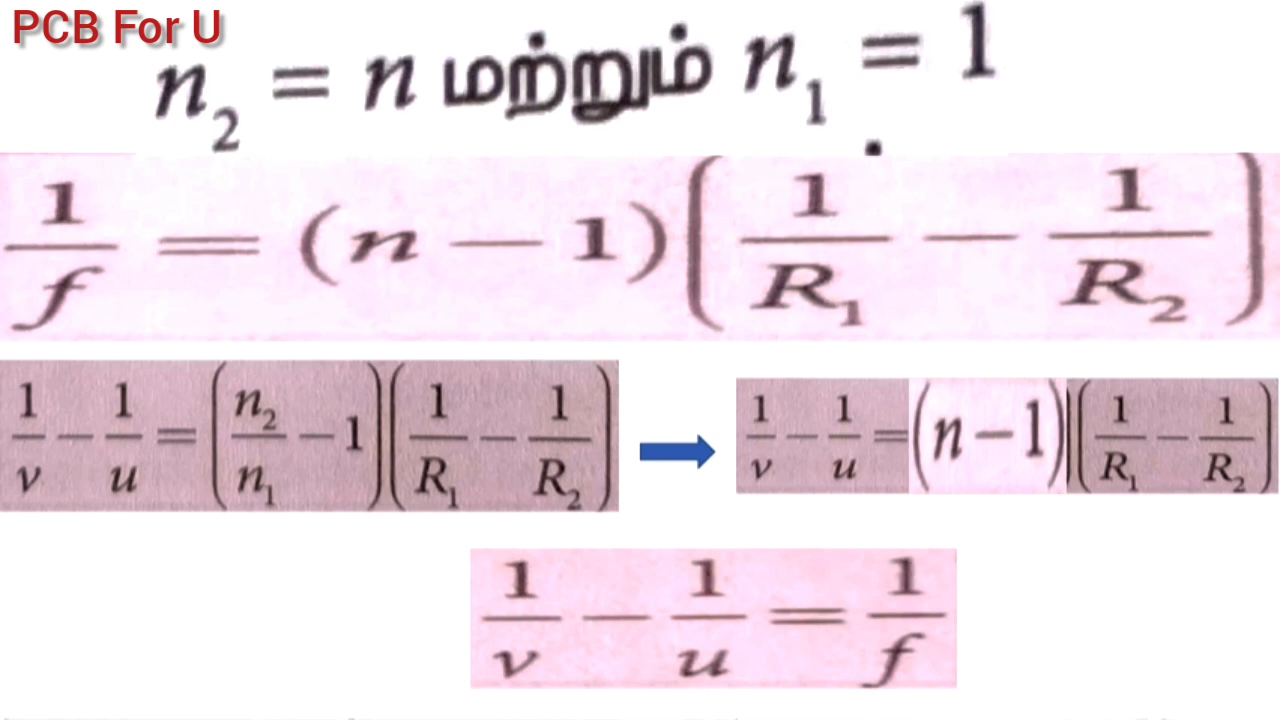 PCB For U
n₂ = n மற்றும் n₁ = 1.
1/f = (n − 1)(1/R₁ − 1/R₂)
1/v − 1/u = (n₂/n₁ − 1)(1/R₁ − 1/R₂) → 1/v − 1/u = (n − 1)(1/R₁ − 1/R₂)
1/v − 1/u = 1/f